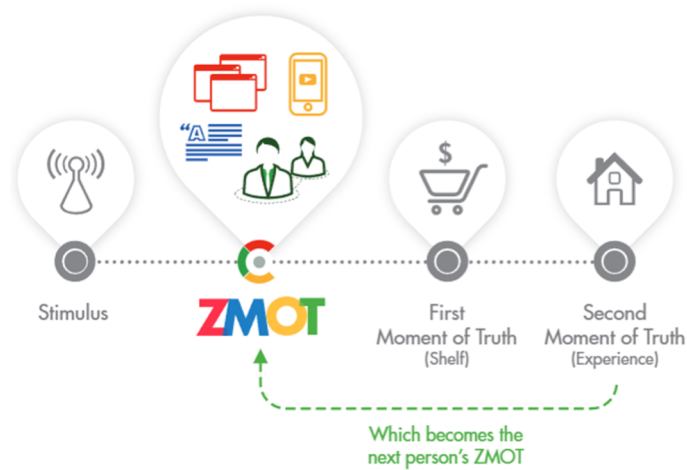 “A
$
Stimulus
ZMOT
First
Moment of Truth
(Shelf)
Second
Moment of Truth
(Experience)
Which becomes the
next person's ZMOT